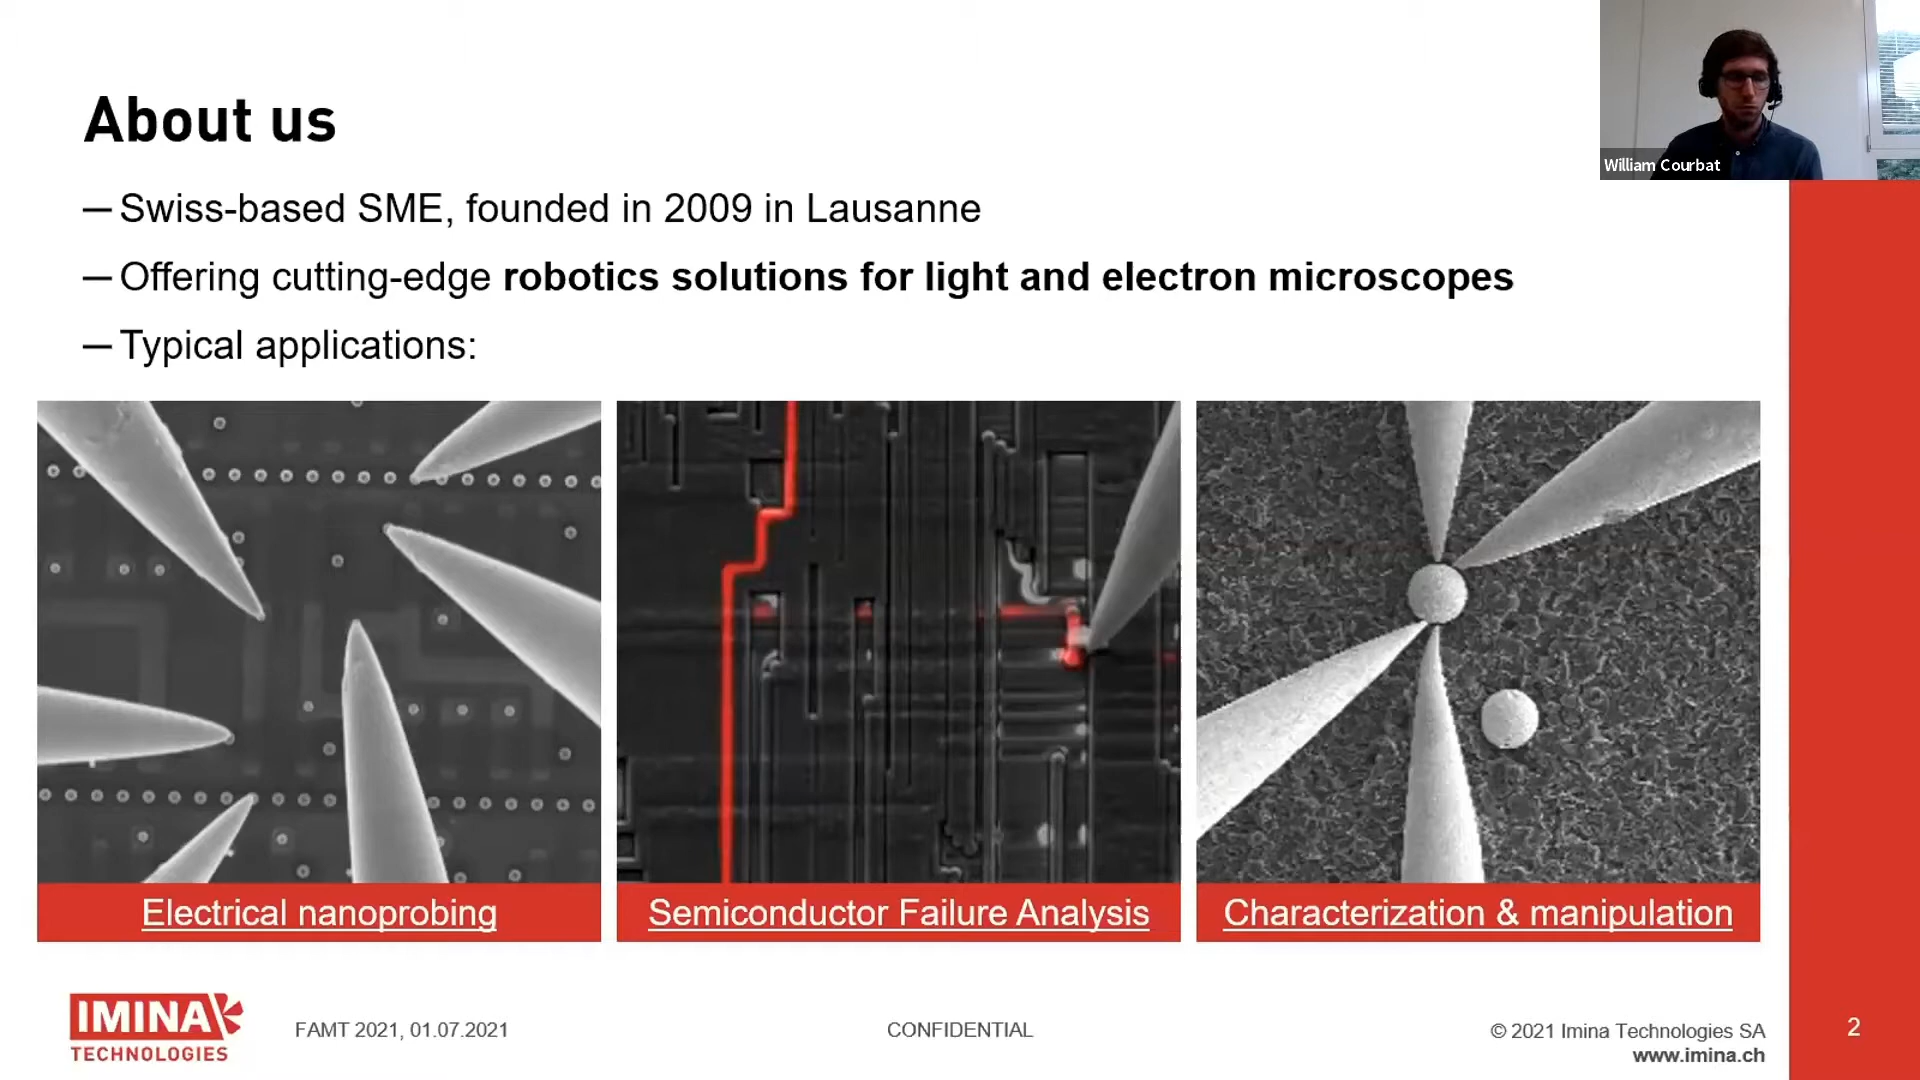 About us
William Courbat
— Swiss-based SME, founded in 2009 in Lausanne
— Offering cutting-edge robotics solutions for light and electron microscopes
— Typical applications:
Electrical nanoprobing
Semiconductor Failure Analysis
Characterization & manipulation
IMINA
TECHNOLOGIES
FAMT 2021, 01.07.2021
CONFIDENTIAL
© 2021 Imina Technologies SA
www.imina.ch
2